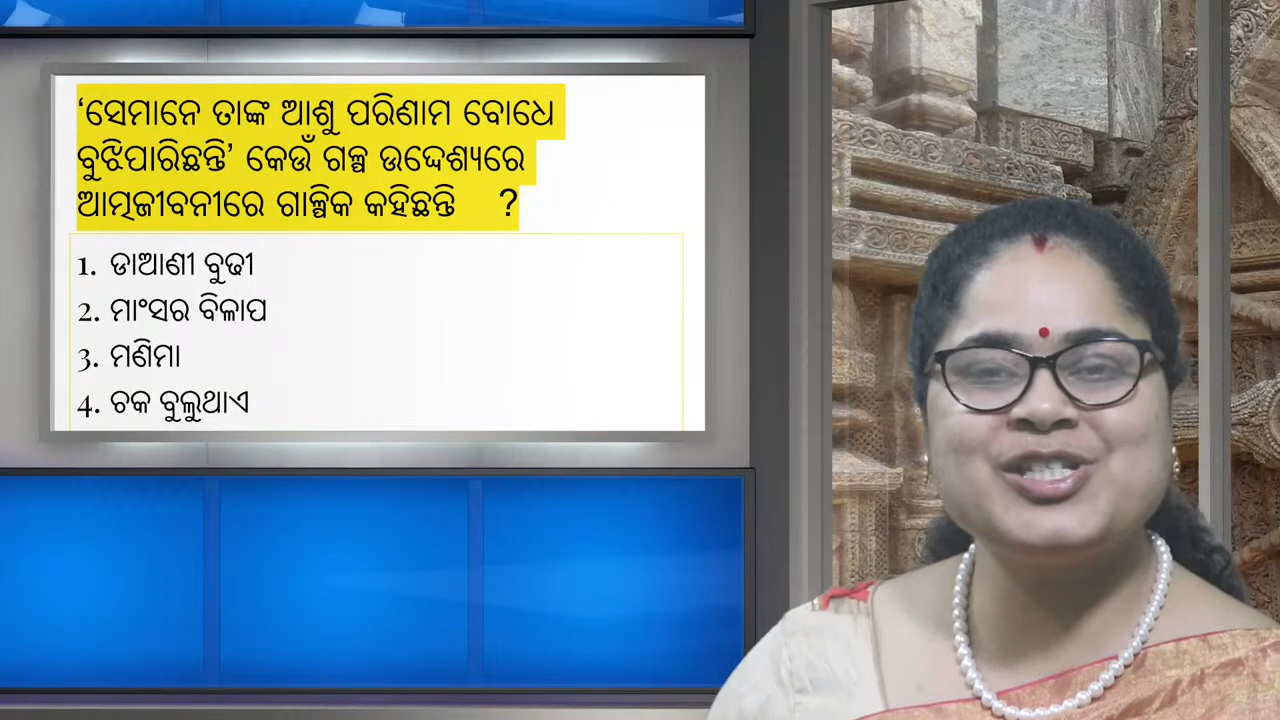 ‘ସେମାନେ ତାଙ୍କ ଆଶୁ ପରିଣାମ ବୋଧେ
ବୁଝିପାରିଛନ୍ତି’ କେଉଁ ଗଳ୍ପ ଉଦ୍ଦେଶ୍ୟରେ
ଆତ୍ମଜୀବନୀରେ ଗାଳ୍ପିକ କହିଛନ୍ତି ?
1. ଡାଆଣୀ ବୁଢୀ
2. ମାଂସର ବିଳାପ
3. ମଣିମା
4. ଚକ ବୁଲୁଥାଏ